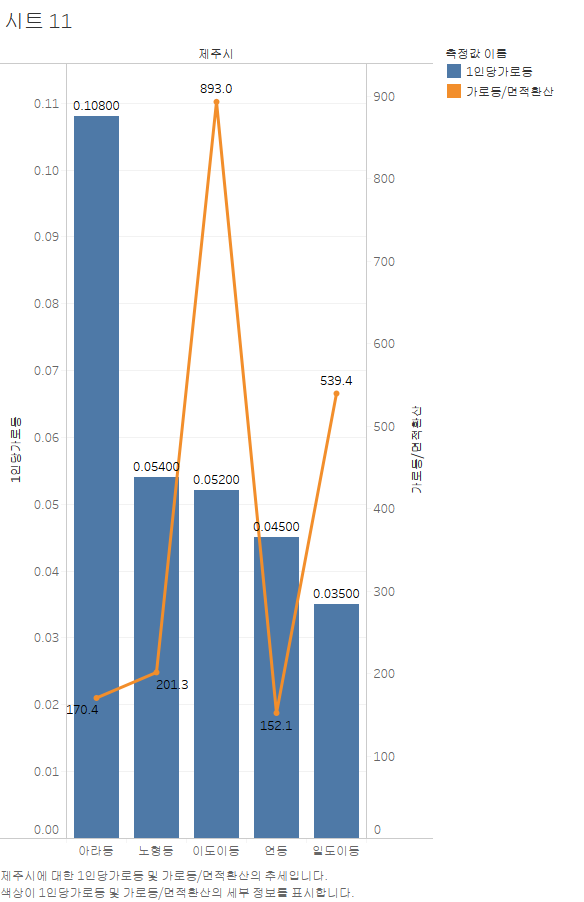 시트 11
제주시
측정값 이름
1인당가로등
가로등/면적환산
0.11
0.10
0.09
0.08
0.07
0.06
0.05
0.04
0.03
0.02
0.01
0.00
1인당가로등
0.10800
0.05400
0.05200
0.04500
0.03500
170.4
201.3
893.0
152.1
539.4
900
800
700
600
500
400
300
200
100
0
가로등/면적환산
아라동
노형동
이도이동
연동
일도이동
제주시에 대한 1인당가로등 및 가로등/면적환산의 추세입니다.
색상이 1인당가로등 및 가로등/면적환산의 세부 정보를 표시합니다.